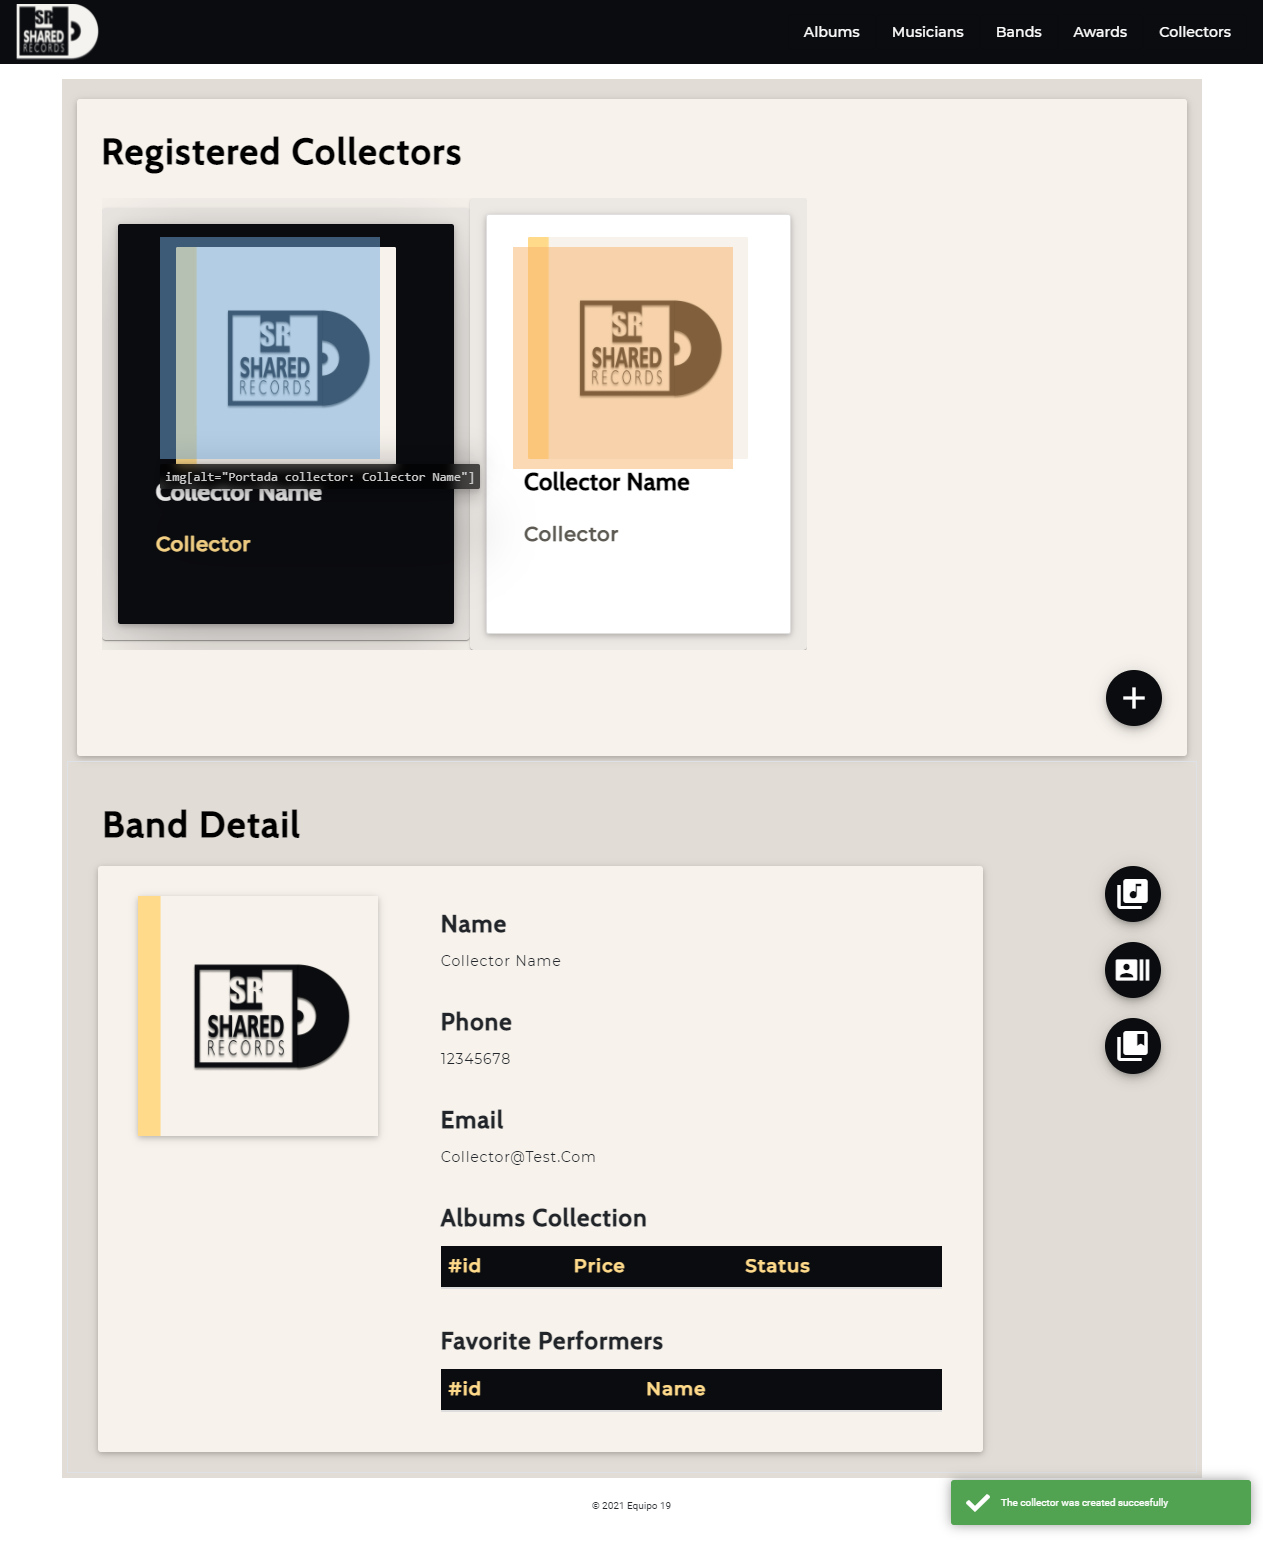 SR
SHARED
RECORDS
Albums
Musicians
Bands
Awards
Collectors
Registered Collectors
SR
SHARED
RECORDS
img[alt="Portada collector: Collector Name"]
Collector Name
Collector
SR
SHARED
RECORDS
Collector Name
Collector
Band Detail
SR
SHARED
RECORDS
Name
Collector Name
Phone
12345678
Email
Collector@Test.Com
Albums Collection
#id Price Status
Favorite Performers
#id Name
© 2021 Equipo 19
The collector was created succesfully